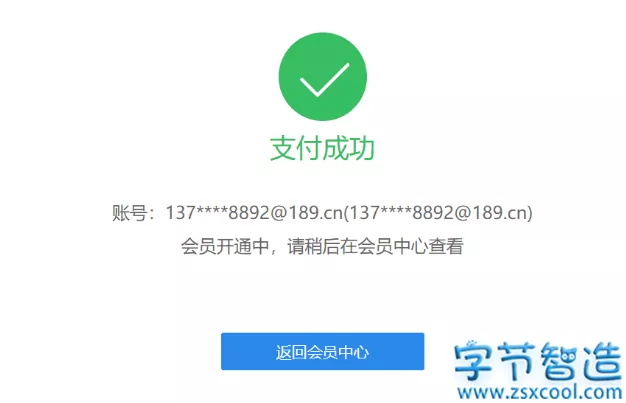 支付成功
账号：137****8892@189.cn(137****8892@189.cn)
会员开通中，请稍后在会员中心查看
返回会员中心
字节智造
www.zsxcool.com